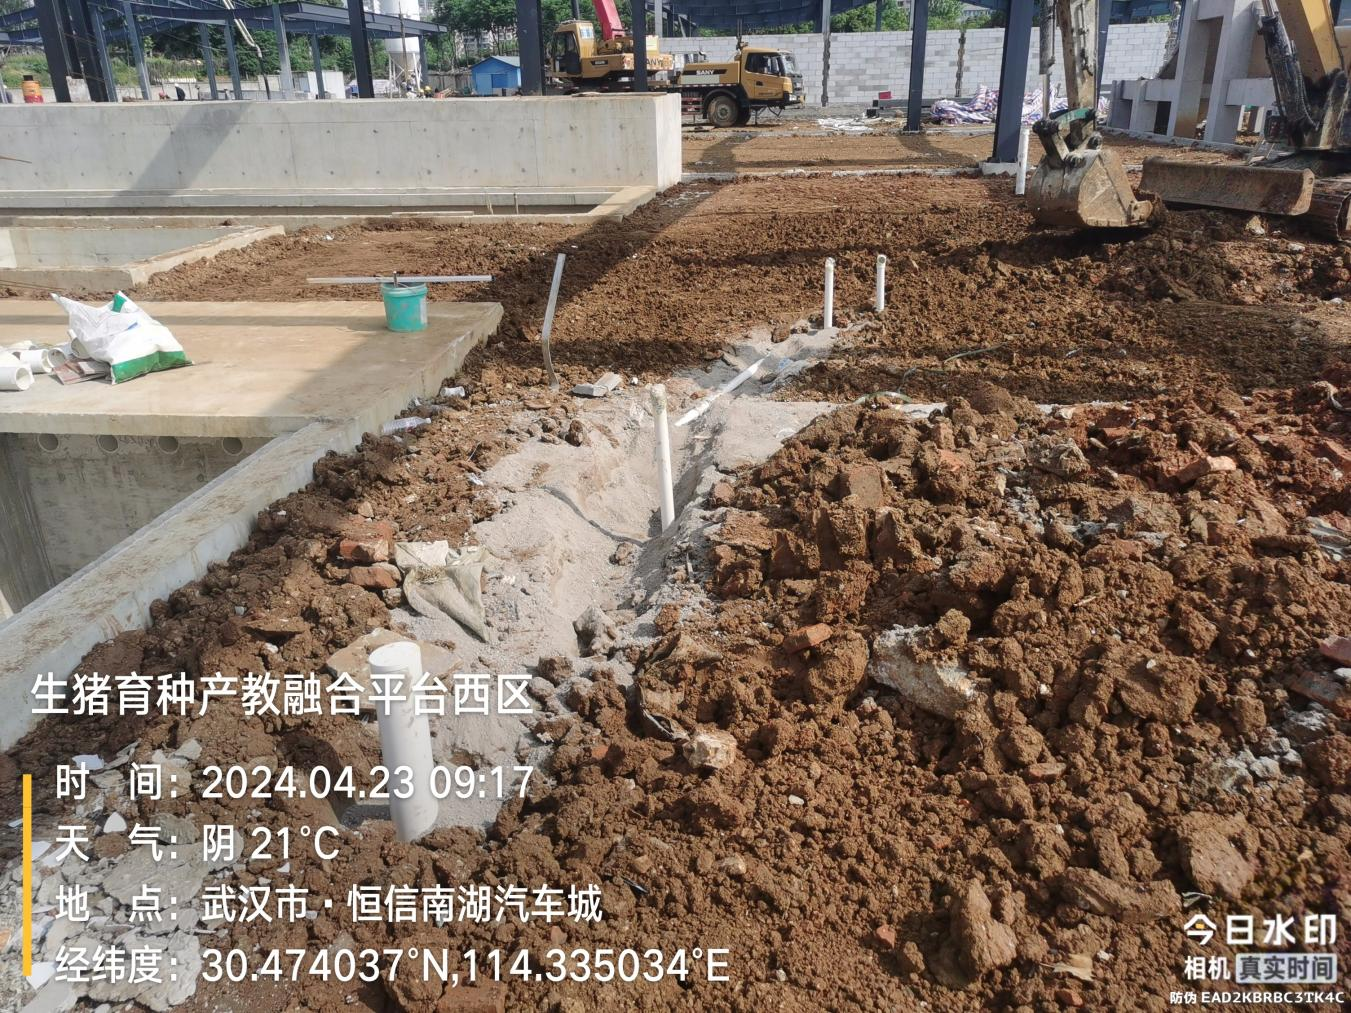 SANY
SANY
生猪育种产教融合平台西区
时 间：2024.04.23 09:17
天 气：阴 21℃
地 点：武汉市·恒信南湖汽车城
经纬度：30.474037°N,114.335034°E
今日水印
相机 真实时间
防伪 EAD2KBRBC3TK4C